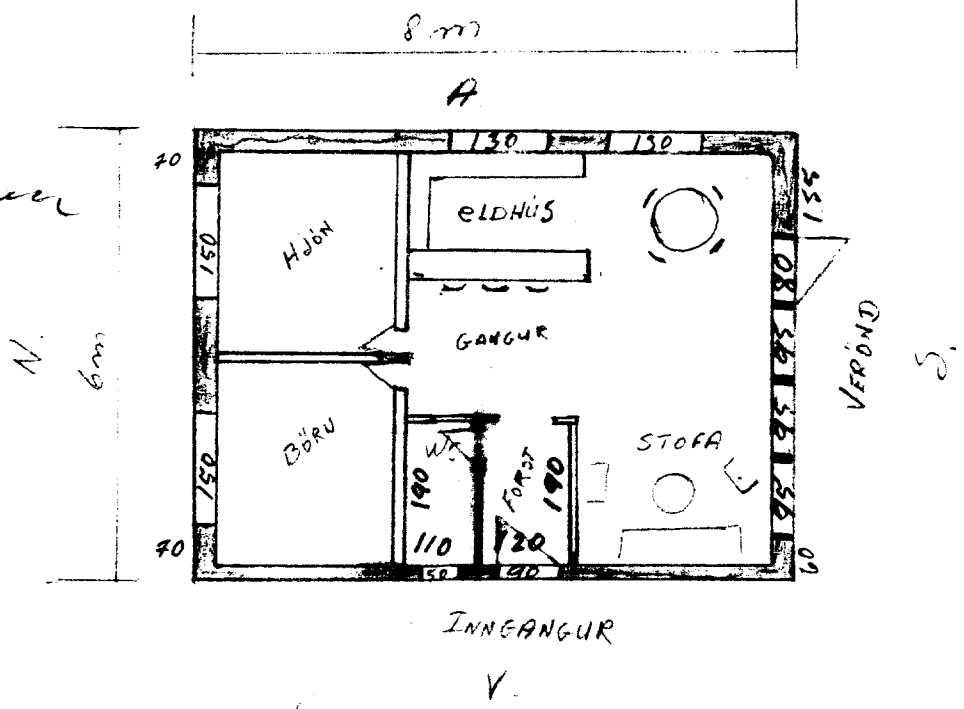 8 m
A
130
130
70
155
ELDHÚS
HJÓN
150
80
N.
6m
GANGUR
95
VERÖND
S.
95
BÖRN
STOFA
150
190
FORST
190
95
70
110
120
50
90
60
INNGANGUR
V.